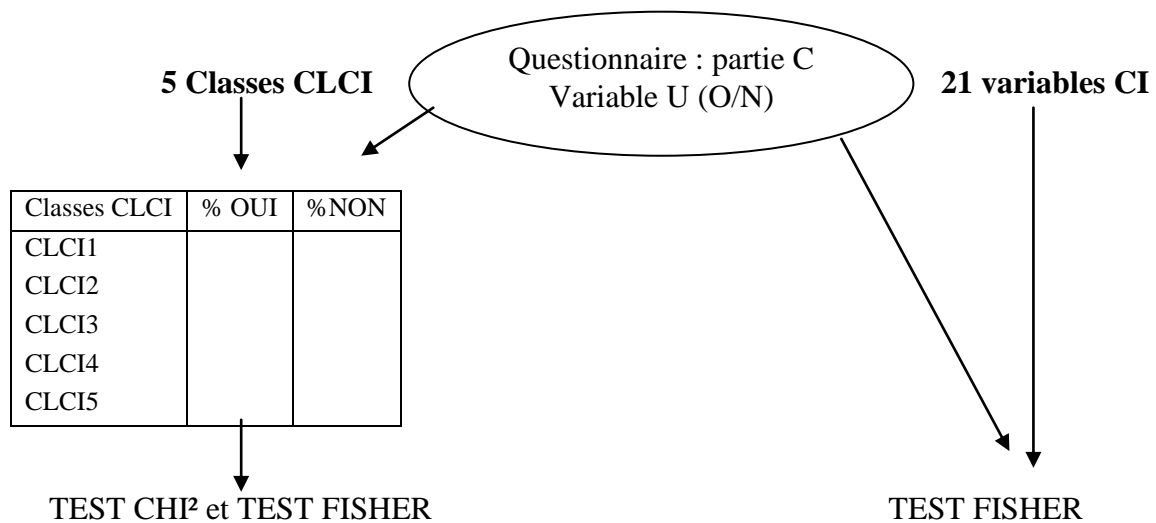 Questionnaire : partie C
Variable U (O/N)
5 Classes CLCI
21 variables CI
Classes CLCI % OUI %NON
CLCI1
CLCI2
CLCI3
CLCI4
CLCI5
TEST CHI² et TEST FISHER
TEST FISHER